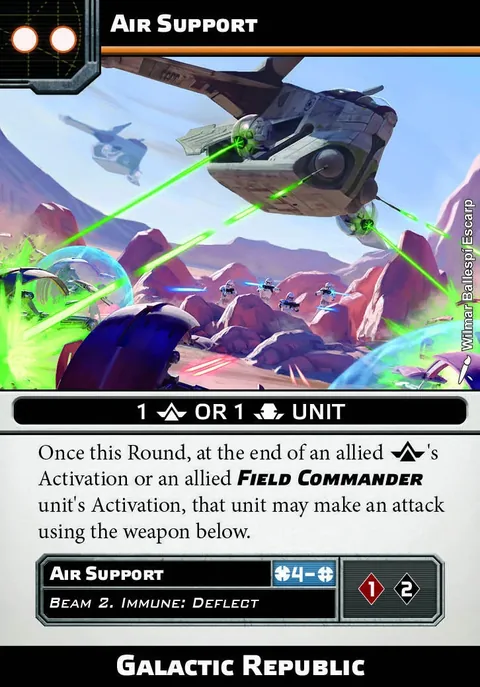 Air Support
Wilmar Ballespi Escarp
1 OR 1 UNIT
Once this Round, at the end of an allied 's
Activation or an allied Field Commander
unit's Activation, that unit may make an attack
using the weapon below.
Air Support 4- 1 2
Beam 2. Immune: Deflect
Galactic Republic